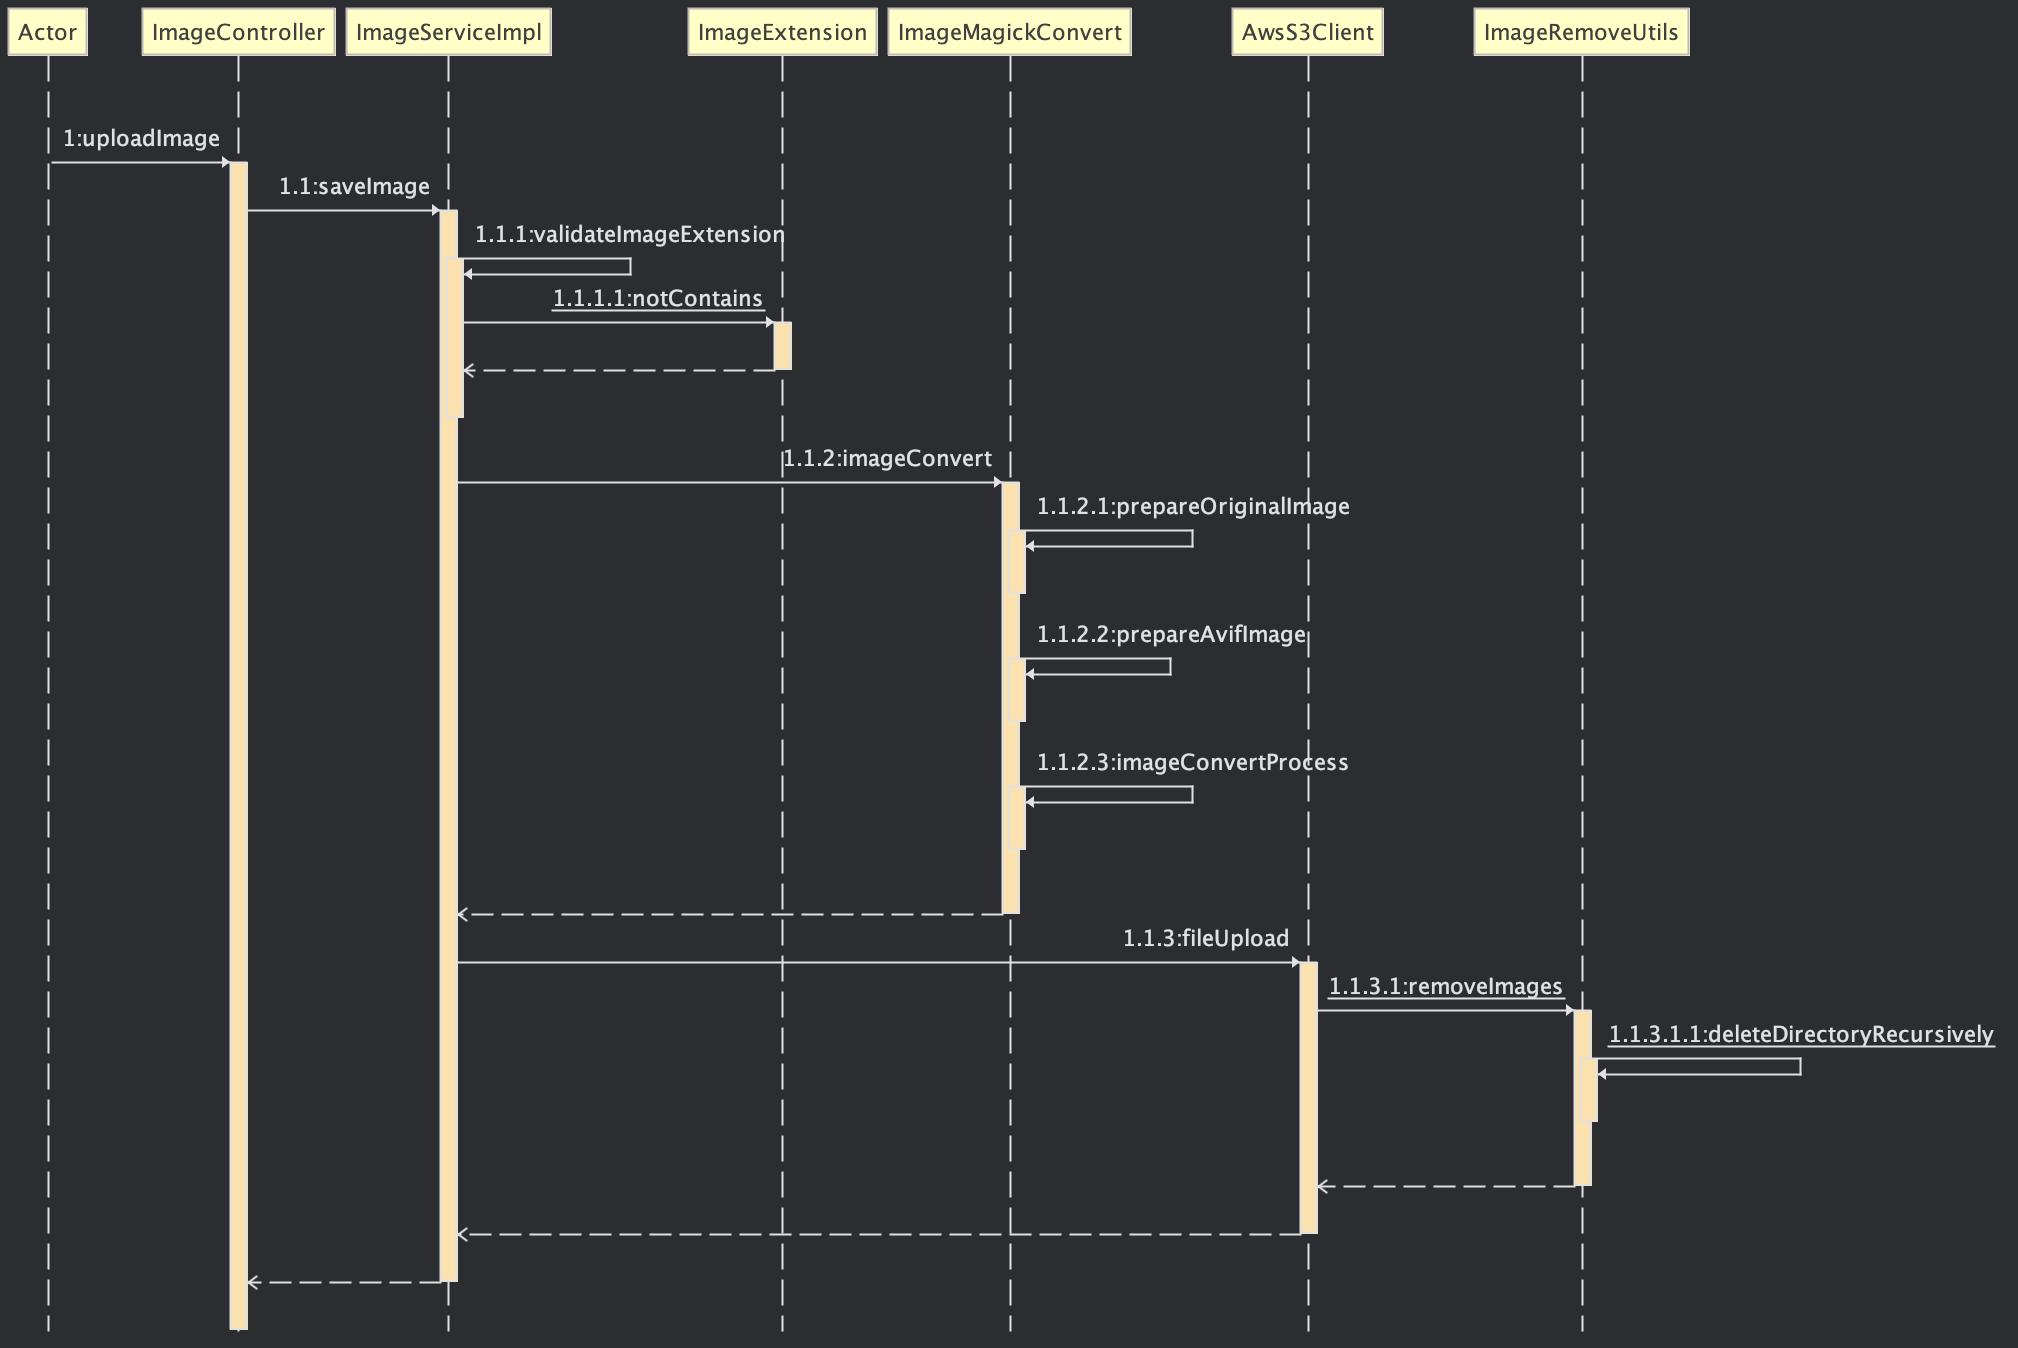 Actor
ImageController
ImageServiceImpl
ImageExtension
ImageMagickConvert
AwsS3Client
ImageRemoveUtils
1:uploadImage
1.1:saveImage
1.1.1:validateImageExtension
1.1.1.1:notContains
1.1.2:imageConvert
1.1.2.1:prepareOriginalImage
1.1.2.2:prepareAvifImage
1.1.2.3:imageConvertProcess
1.1.3:fileUpload
1.1.3.1:removeImages
1.1.3.1.1:deleteDirectoryRecursively